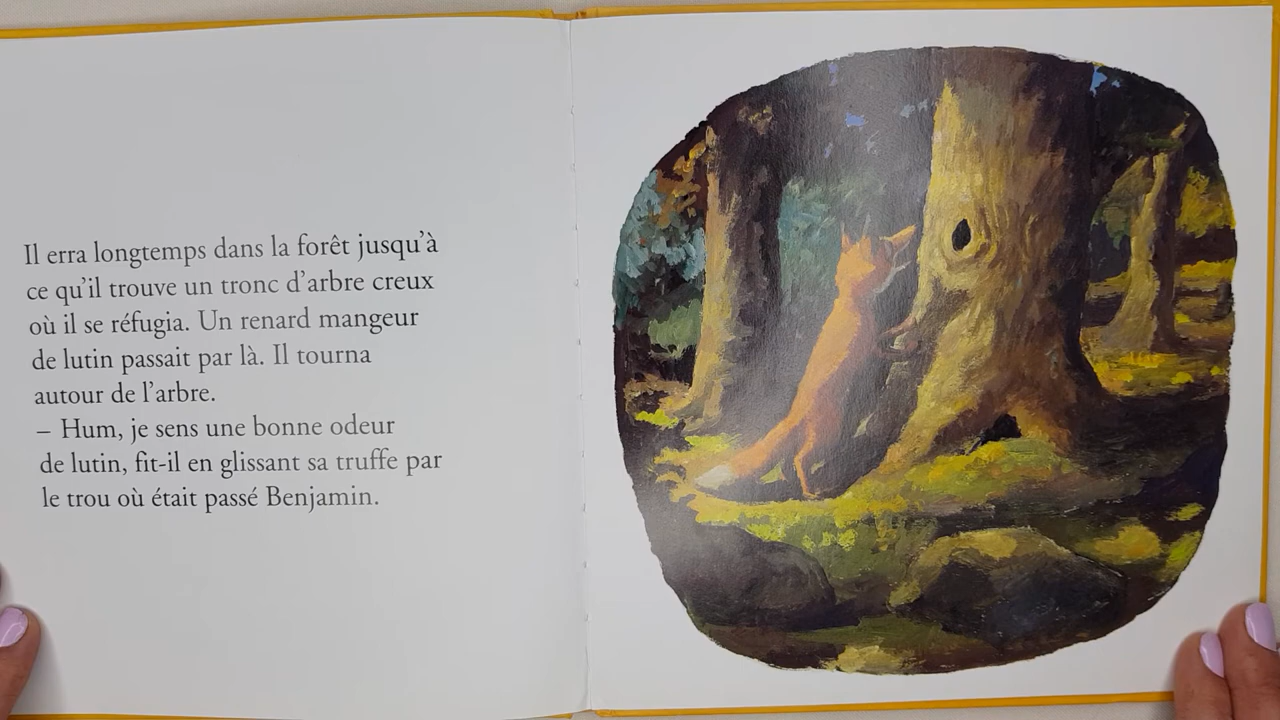 Il erra longtemps dans la forêt jusqu’à
ce qu’il trouve un tronc d’arbre creux
où il se réfugia. Un renard mangeur
de lutin passait par là. Il tourna
autour de l’arbre.
– Hum, je sens une bonne odeur
de lutin, fit-il en glissant sa truffe par
le trou où était passé Benjamin.